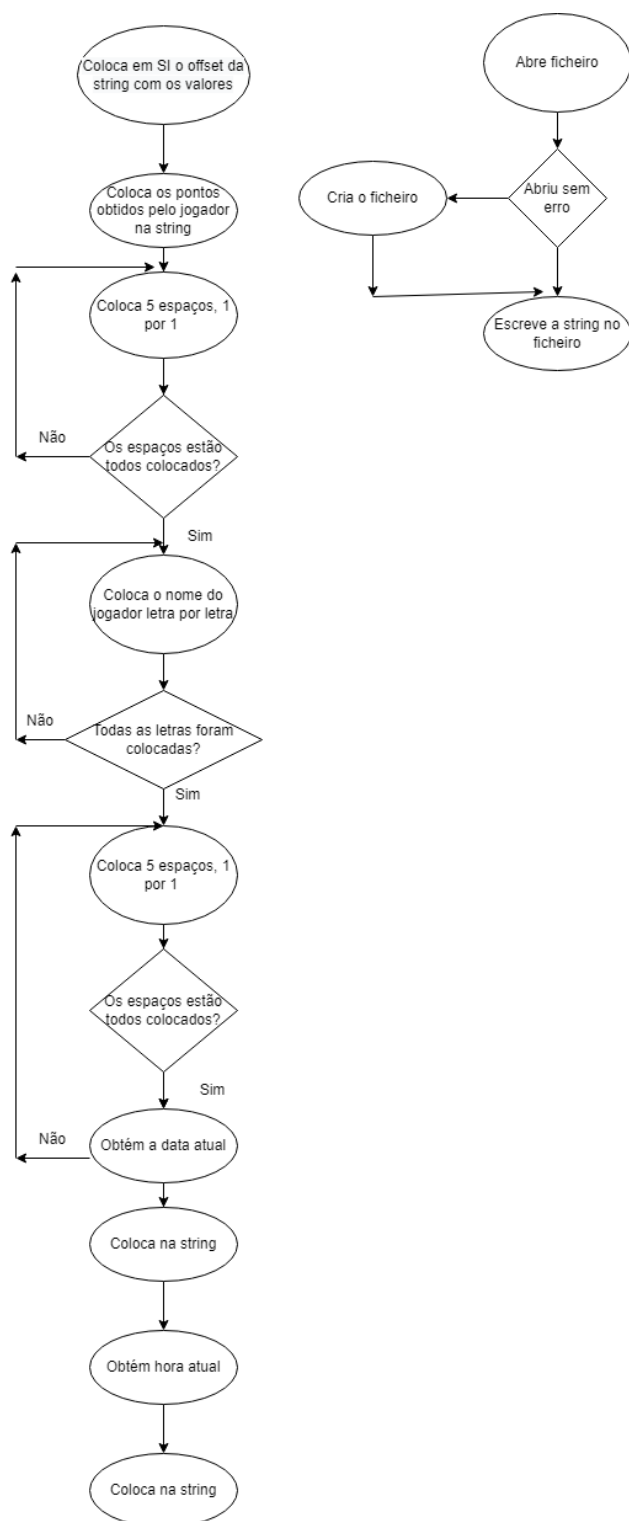 Coloca em SI o offset da
string com os valores
Coloca os pontos
obtidos pelo jogador
na string
Coloca 5 espaços, 1
por 1
Não
Os espaços estão
todos colocados?
Sim
Coloca o nome do
jogador letra por letra
Não
Todas as letras foram
colocadas?
Sim
Coloca 5 espaços, 1
por 1
Os espaços estão
todos colocados?
Sim
Não
Obtém a data atual
Coloca na string
Obtém hora atual
Coloca na string
Abre ficheiro
Abriu sem
erro
Cria o ficheiro
Escreve a string no
ficheiro